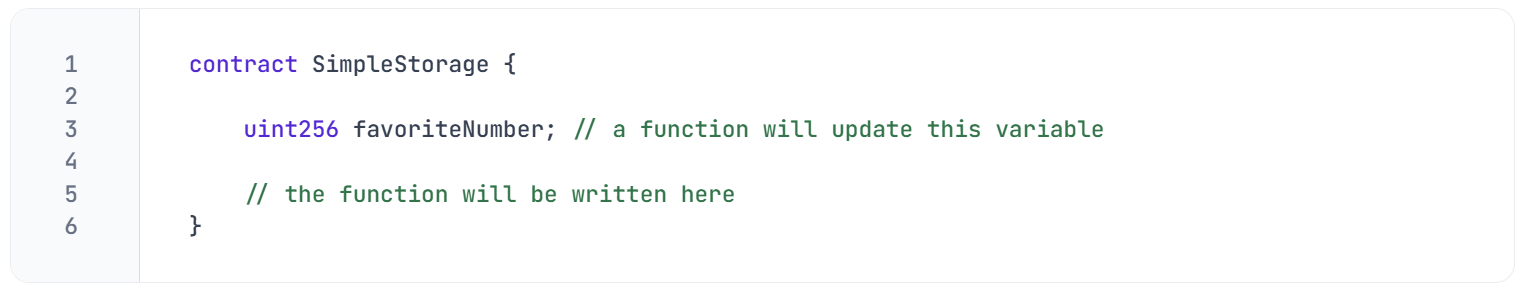 1 contract SimpleStorage {
2
3     uint256 favoriteNumber; // a function will update this variable
4
5     // the function will be written here
6 }